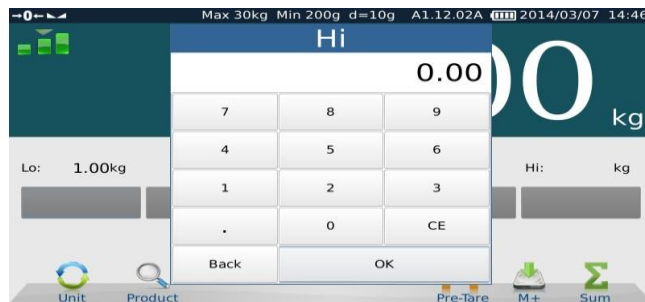 →0← Max 30kg Min 200g d=10g A1.12.02A 2014/03/07 14:46
Hi
0.00
00 kg
7 8 9
4 5 6
Lo: 1.00kg Hi: kg
1 2 3
. 0 CE
Back OK
Unit Product Pre-Tare M+ Sum